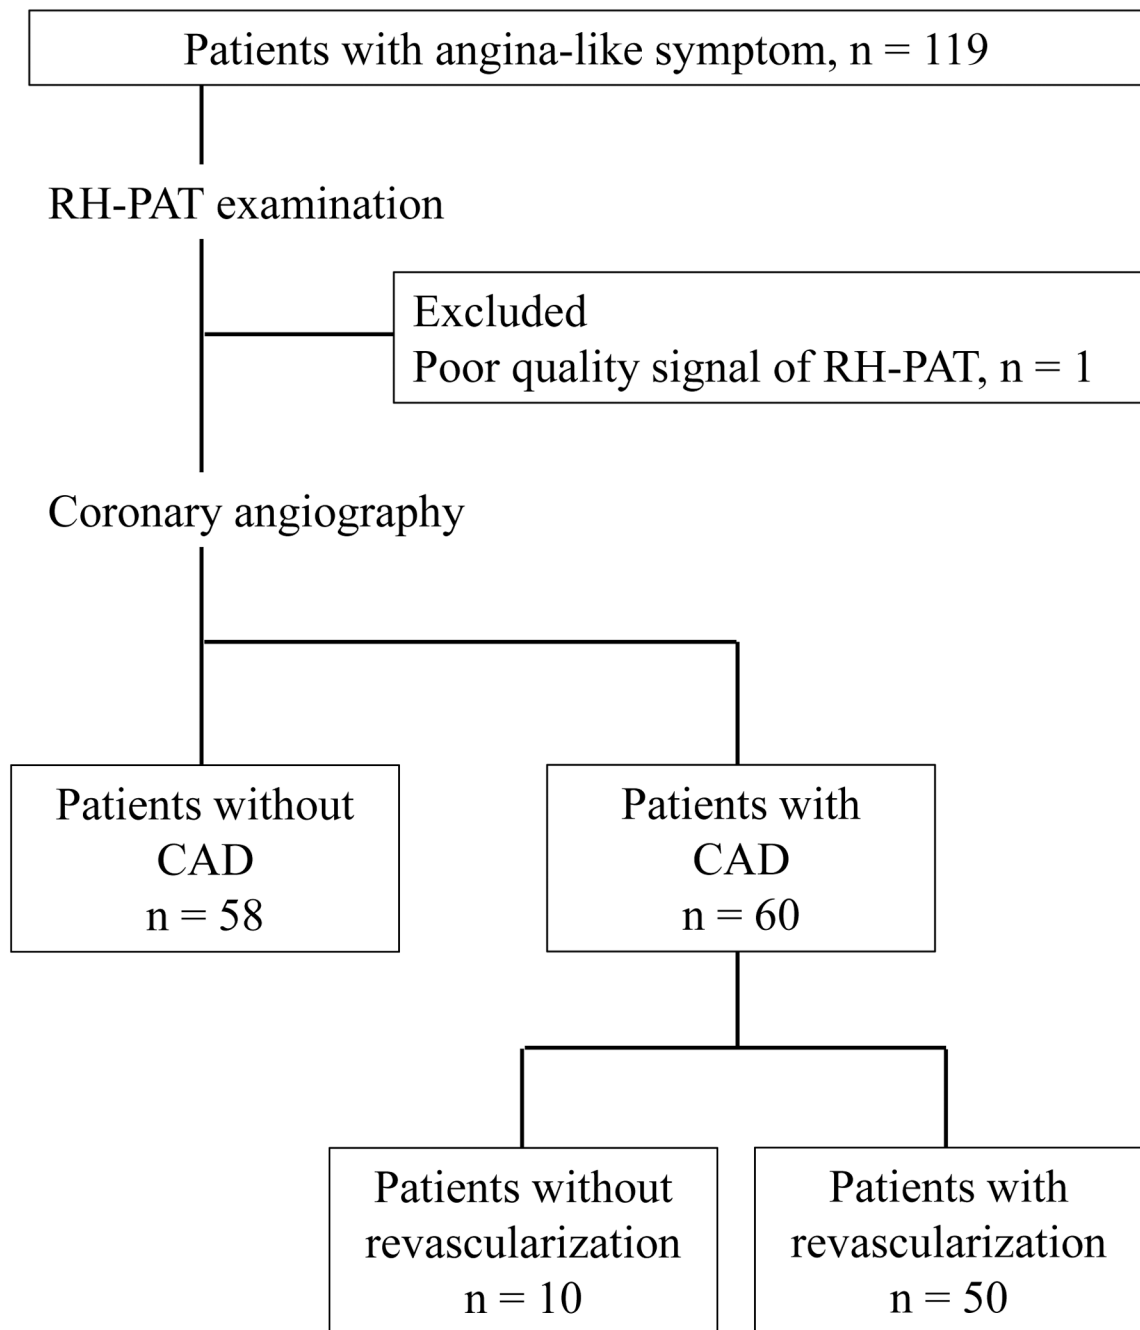 Patients with angina-like symptom, n = 119
RH-PAT examination
Excluded
Poor quality signal of RH-PAT, n = 1
Coronary angiography
Patients without
CAD
n = 58
Patients with
CAD
n = 60
Patients without
revascularization
n = 10
Patients with
revascularization
n = 50